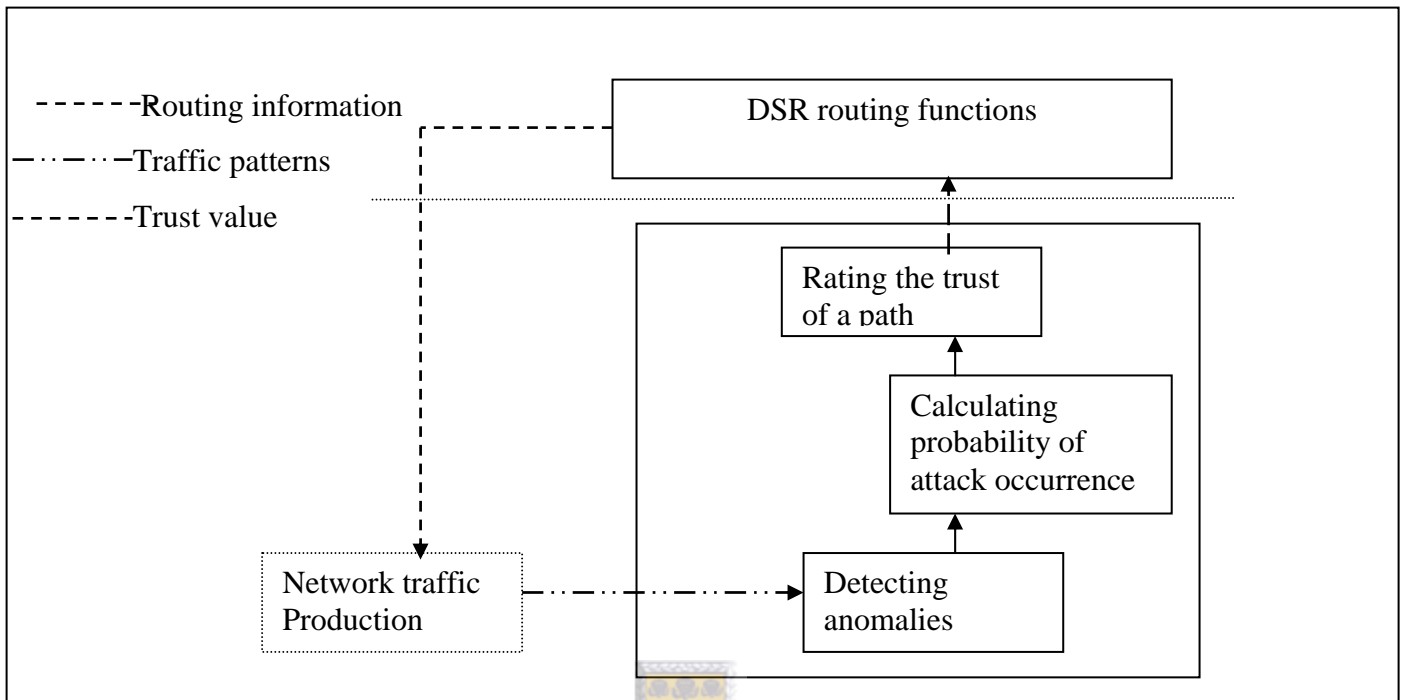 Routing information
Traffic patterns
Trust value
DSR routing functions
Rating the trust
of a path
Calculating
probability of
attack occurrence
Network traffic
Production
Detecting
anomalies